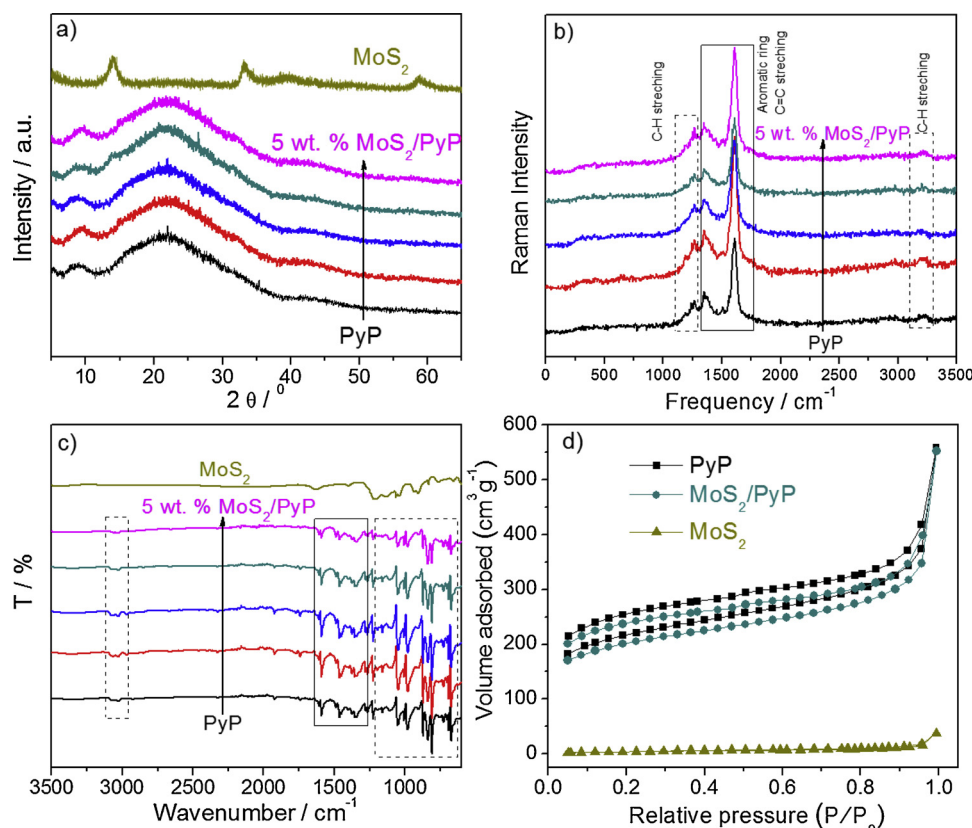 a)
MoS2
5 wt. % MoS2/PyP
PyP
Intensity / a.u.
10 20 30 40 50 60
2 θ / °
b)
C-H streching
Aromatic ring
C=C streching
C-H streching
5 wt. % MoS2/PyP
PyP
Raman Intensity
0 500 1000 1500 2000 2500 3000 3500
Frequency / cm-1
c)
MoS2
5 wt. % MoS2/PyP
PyP
T / %
3500 3000 2500 2000 1500 1000
Wavenumber / cm-1
d)
PyP
MoS2/PyP
MoS2
Volume adsorbed (cm3 g-1)
600
500
400
300
200
100
0
0.0 0.2 0.4 0.6 0.8 1.0
Relative pressure (P/P0)